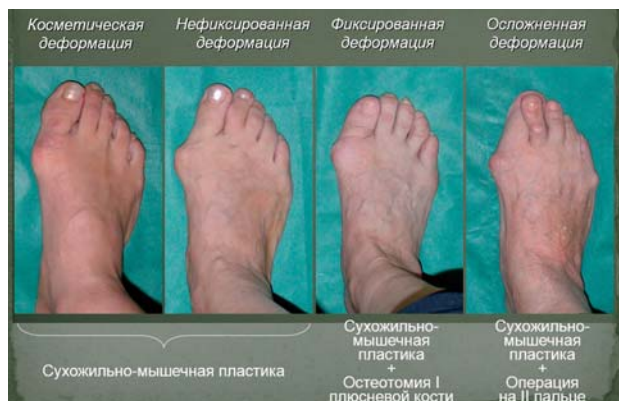 Косметическая
деформация
Нефиксированная
деформация
Фиксированная
деформация
Осложненная
деформация
Сухожильно-мышечная пластика
Сухожильно-
мышечная
пластика
+
Остеотомия I
плюсневой кости
Сухожильно-
мышечная
пластика
+
Операция
на II пальце